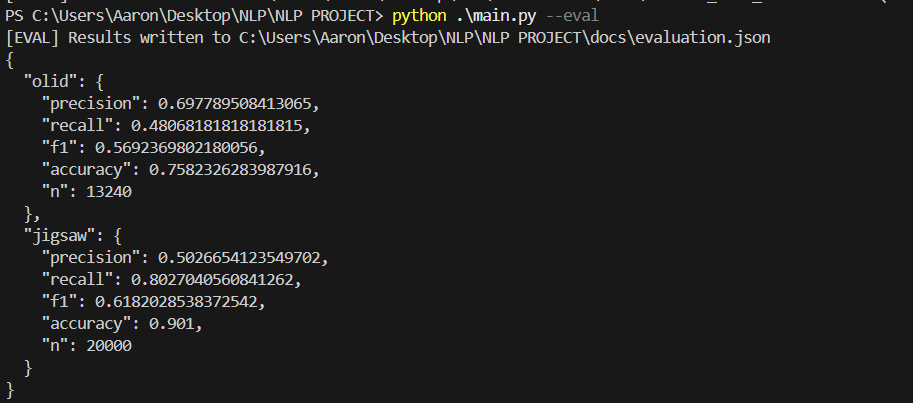 PS C:\Users\Aaron\Desktop\NLP\NLP PROJECT> python .\main.py --eval
[EVAL] Results written to C:\Users\Aaron\Desktop\NLP\NLP PROJECT\docs\evaluation.json
{
  "olid": {
    "precision": 0.697789508413065,
    "recall": 0.48068181818181815,
    "f1": 0.5692369802180056,
    "accuracy": 0.7582326283987916,
    "n": 13240
  },
  "jigsaw": {
    "precision": 0.5026654123549702,
    "recall": 0.8027040560841262,
    "f1": 0.6182028538372542,
    "accuracy": 0.901,
    "n": 20000
  }
}